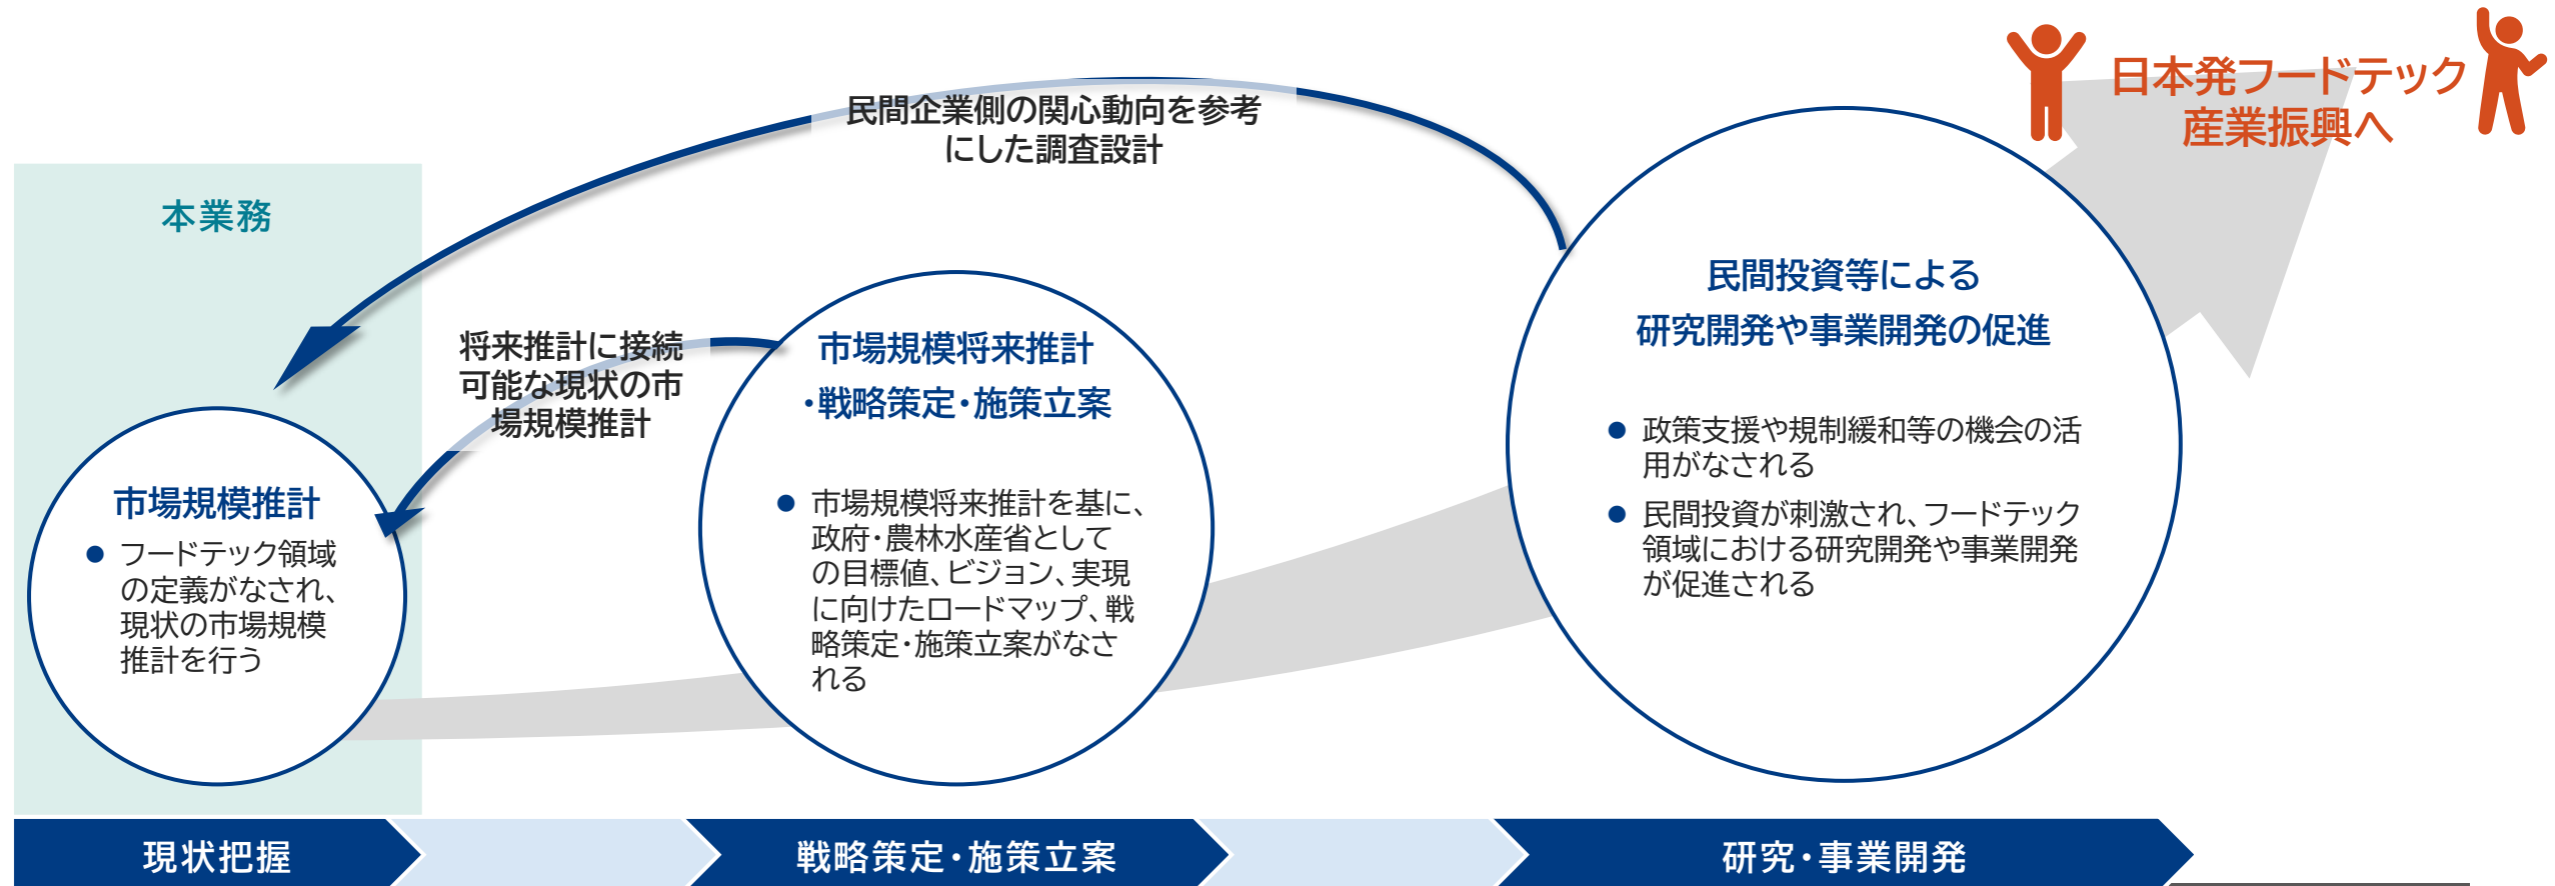 日本発フードテック
産業振興へ
民間企業側の関心動向を参考
にした調査設計
本業務
将来推計に接続
可能な現状の市
場規模推計
市場規模推計
● フードテック領域
の定義がなされ、
現状の市場規模
推計を行う
市場規模将来推計
・戦略策定・施策立案
● 市場規模将来推計を基に、
政府・農林水産省として
の目標値、ビジョン、実現
に向けたロードマップ、戦
略策定・施策立案がなさ
れる
民間投資等による
研究開発や事業開発の促進
● 政策支援や規制緩和等の機会の活
用がなされる
● 民間投資が刺激され、フードテック
領域における研究開発や事業開発
が促進される
現状把握
戦略策定・施策立案
研究・事業開発